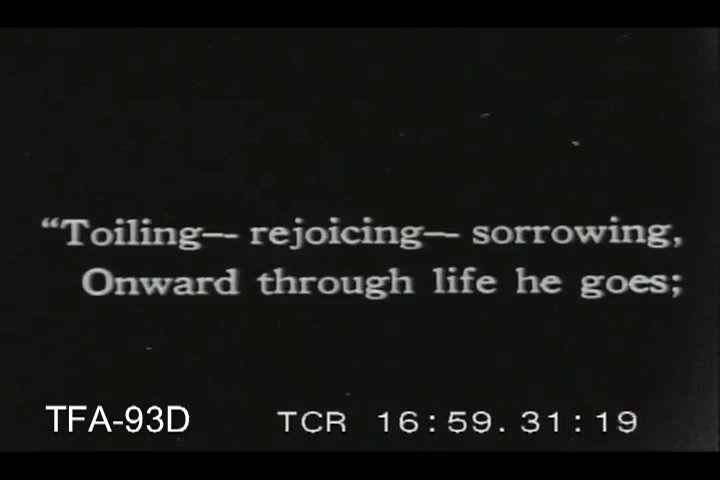 “Toiling— rejoicing— sorrowing,
Onward through life he goes;
TFA-93D
TCR 16:59.31:19